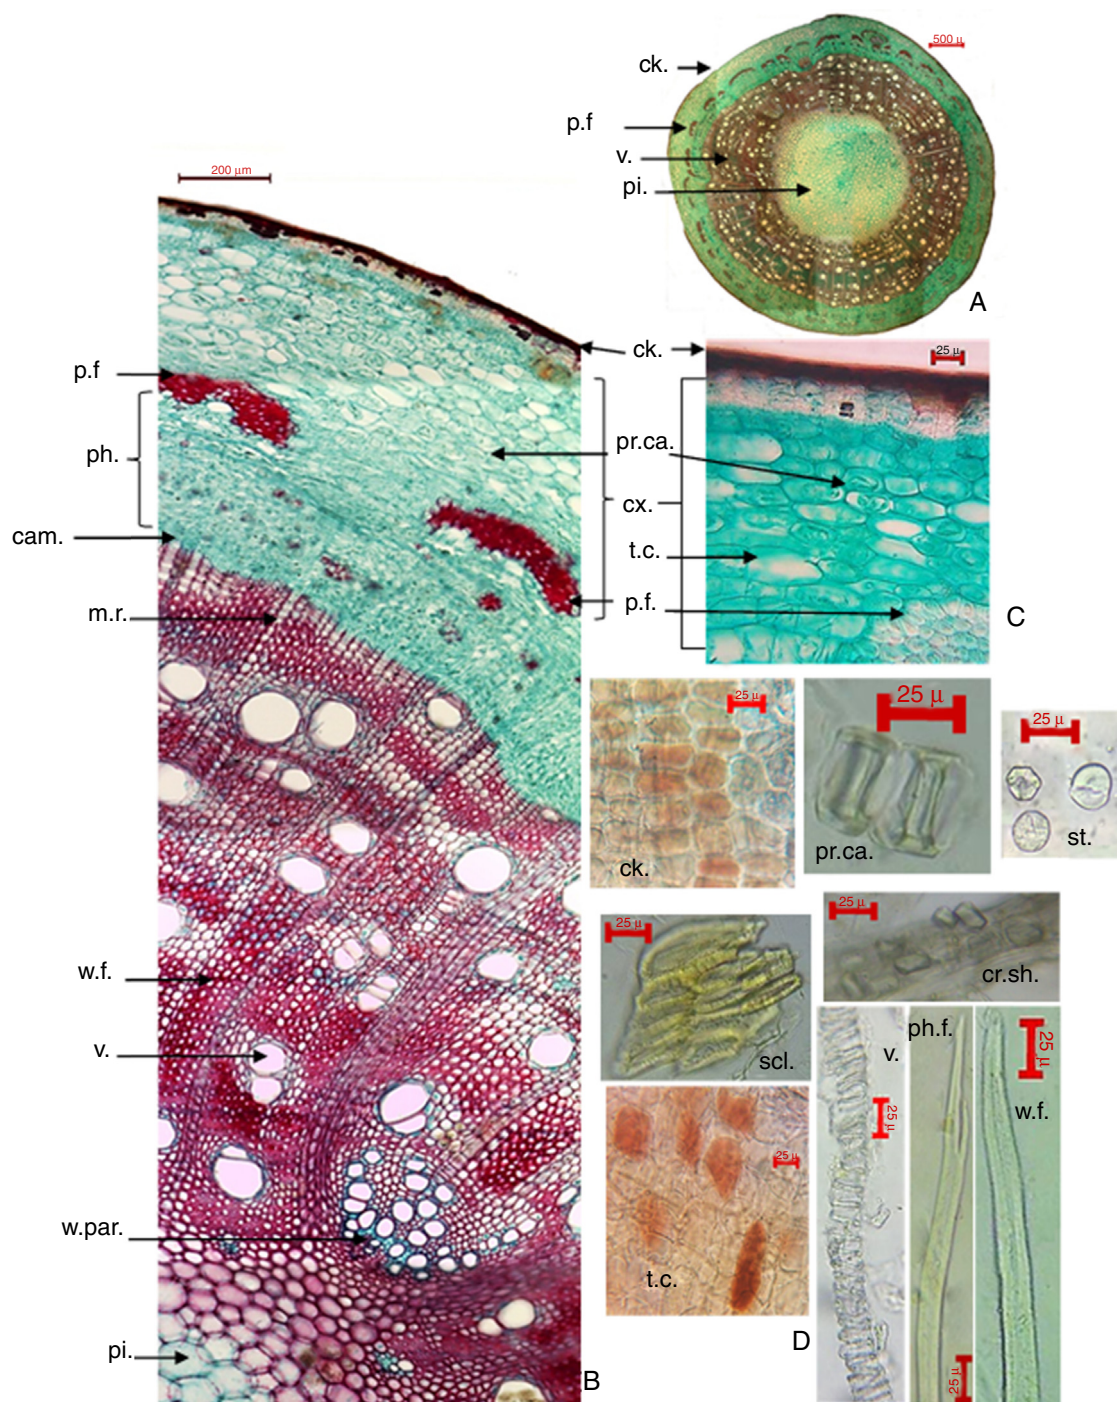 500 µ
ck.
p.f
v.
pi.
A
200 µm
ck.
25 µ
p.f
ph.
pr.ca.
cx.
cam.
t.c.
m.r.
p.f.
C
25 µ
ck.
25 µ
pr.ca.
25 µ
st.
w.f.
25 µ
scl.
25 µ
cr.sh.
v.
v.
25 µ
ph.f.
25 µ
25 µ
w.f.
w.par.
25 µ
t.c.
pi.
B
D